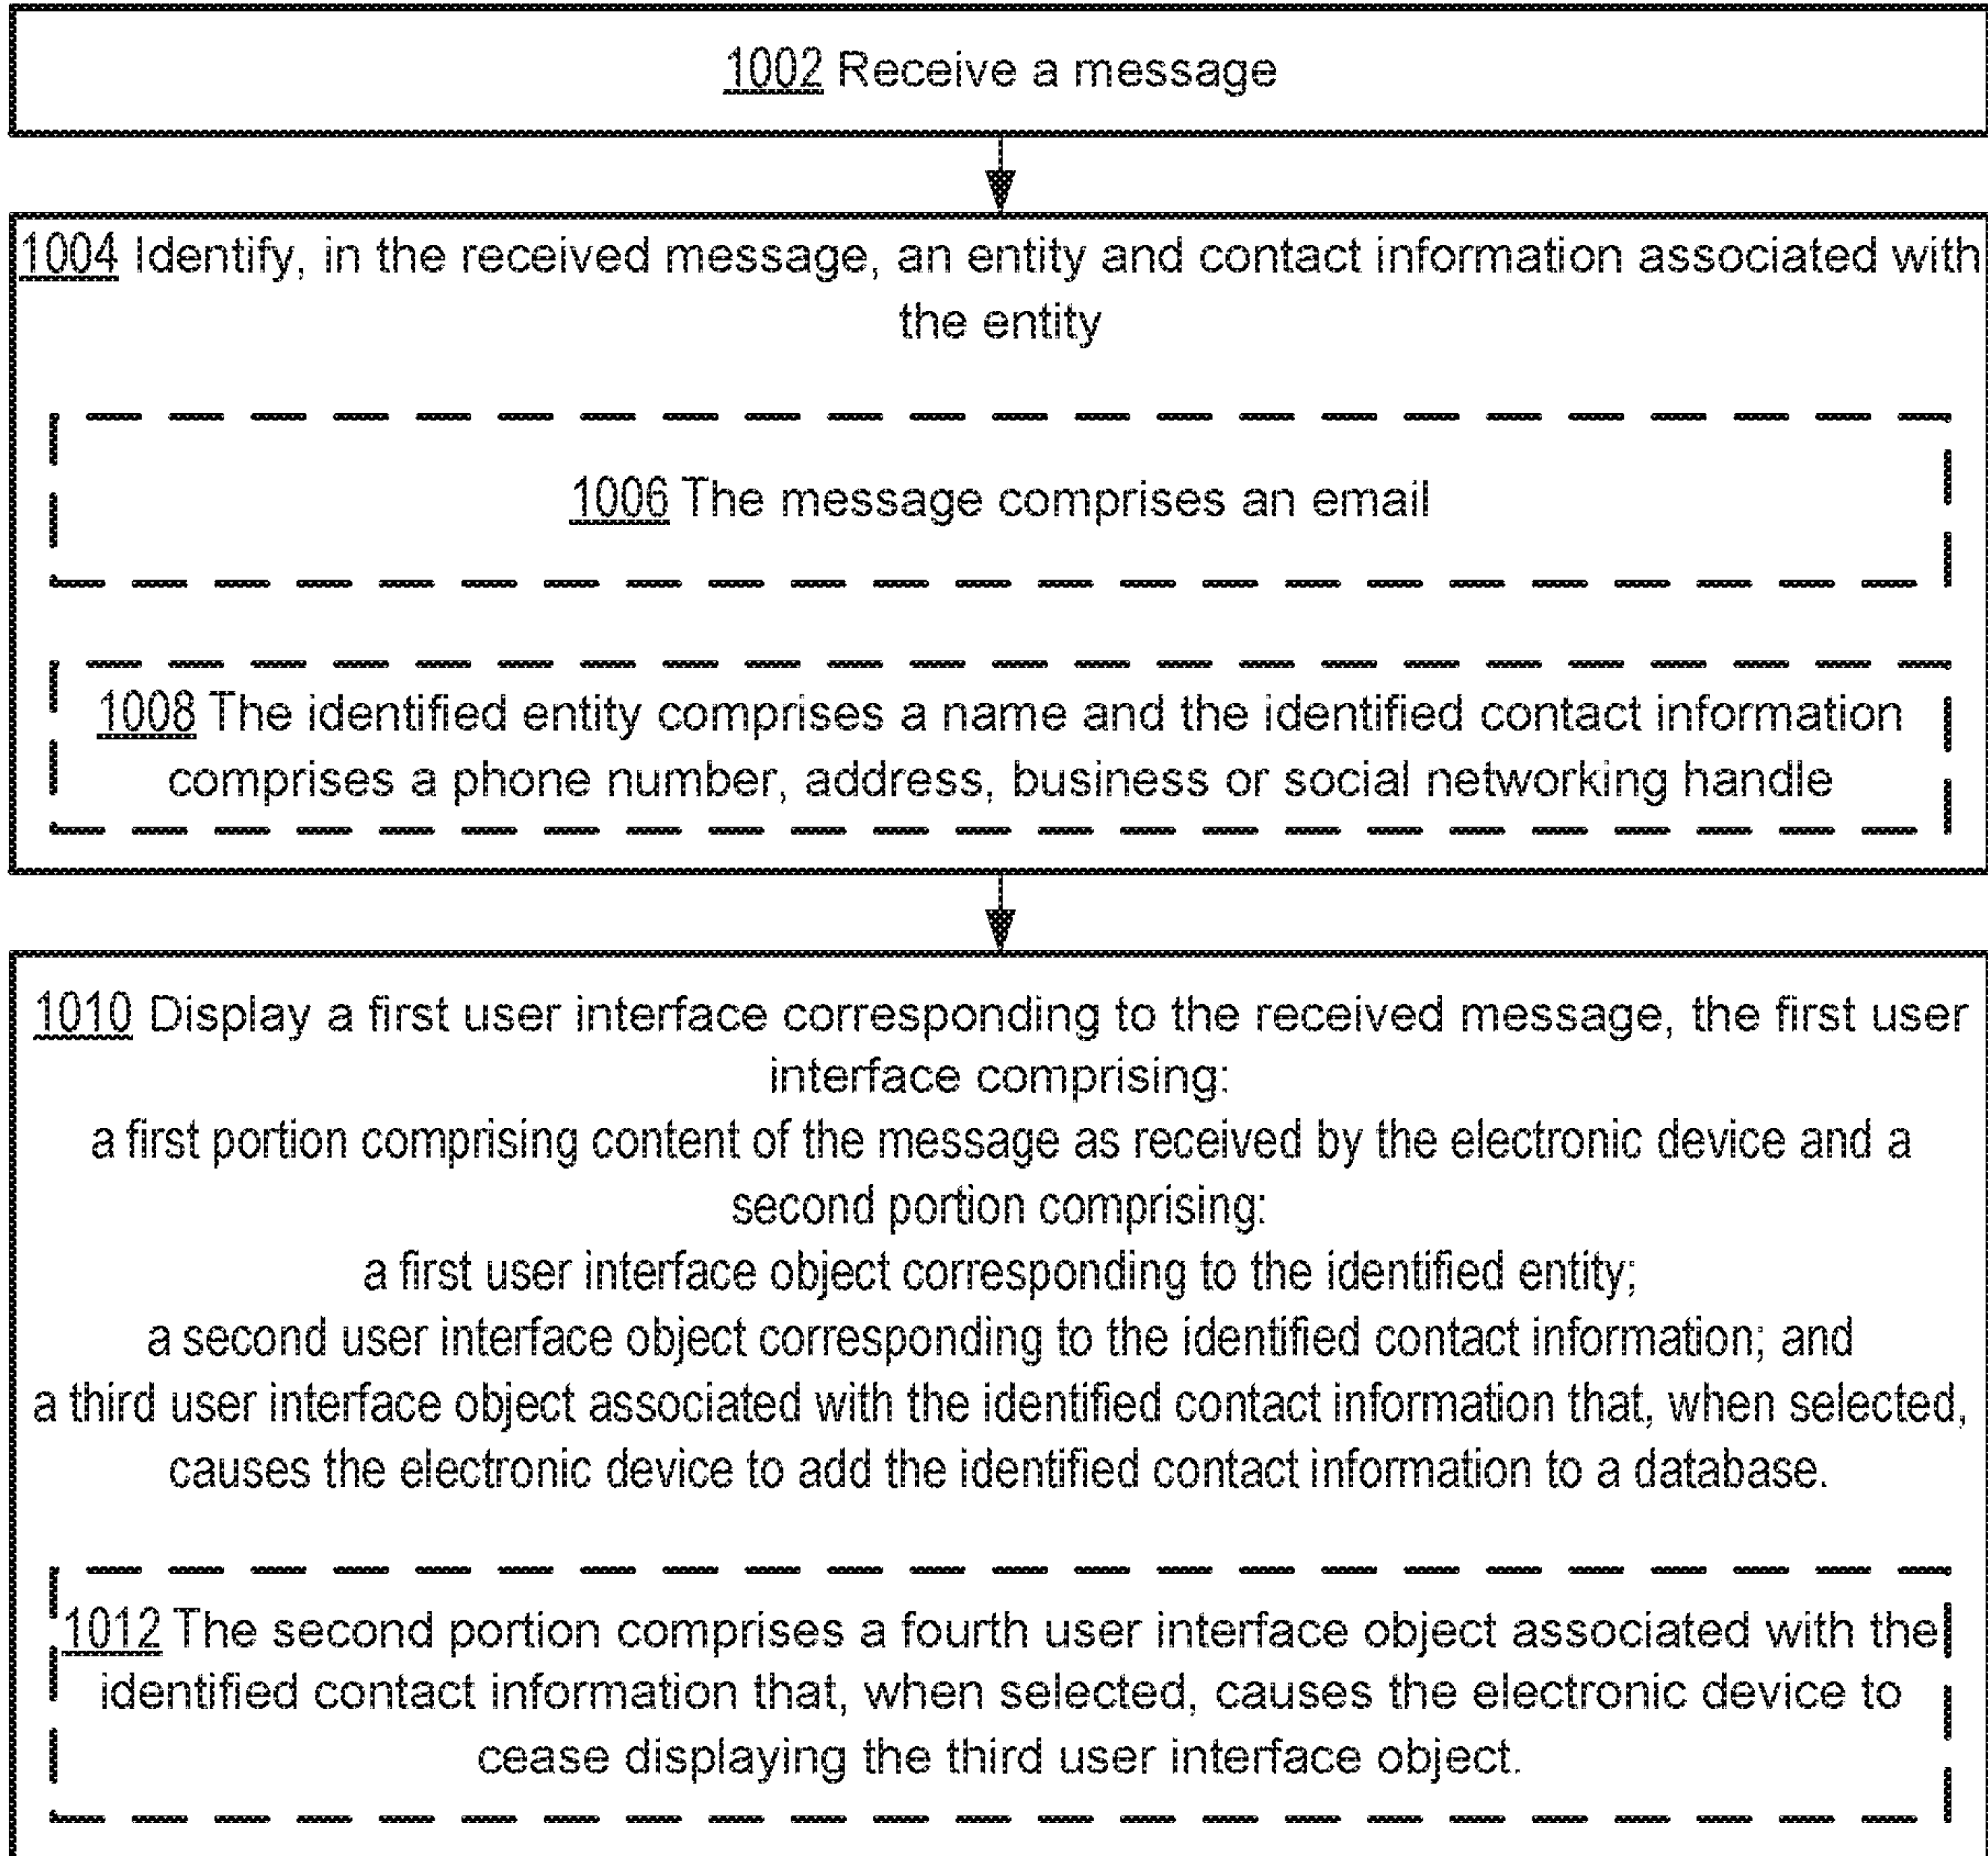 1002 Receive a message
1004 Identify, in the received message, an entity and contact information associated with
the entity
1006 The message comprises an email
1008 The identified entity comprises a name and the identified contact information
comprises a phone number, address, business or social networking handle
1010 Display a first user interface corresponding to the received message, the first user
interface comprising:
a first portion comprising content of the message as received by the electronic device and a
second portion comprising:
a first user interface object corresponding to the identified entity;
a second user interface object corresponding to the identified contact information; and
a third user interface object associated with the identified contact information that, when selected,
causes the electronic device to add the identified contact information to a database.
1012 The second portion comprises a fourth user interface object associated with the
identified contact information that, when selected, causes the electronic device to
cease displaying the third user interface object.